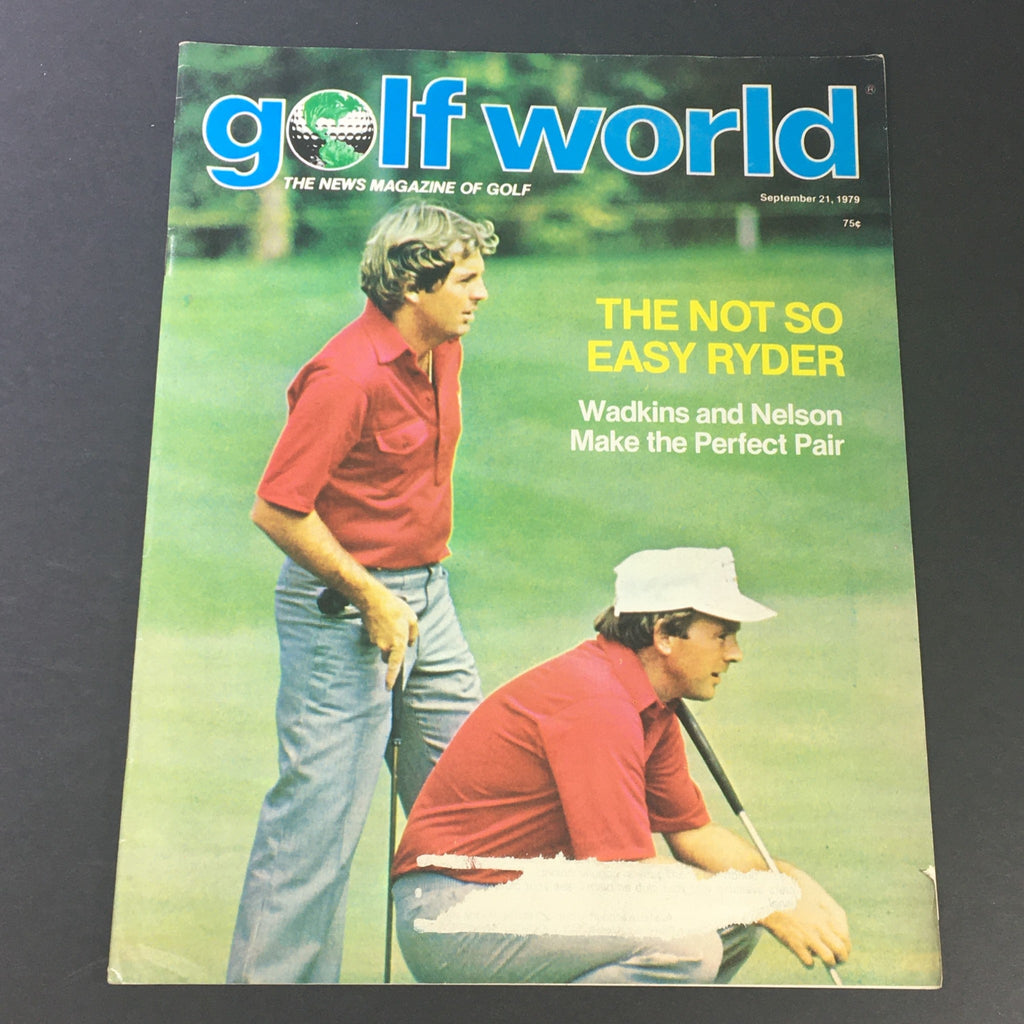 golf world®
THE NEWS MAGAZINE OF GOLF
September 21, 1979
75¢
THE NOT SO
EASY RYDER
Wadkins and Nelson
Make the Perfect Pair